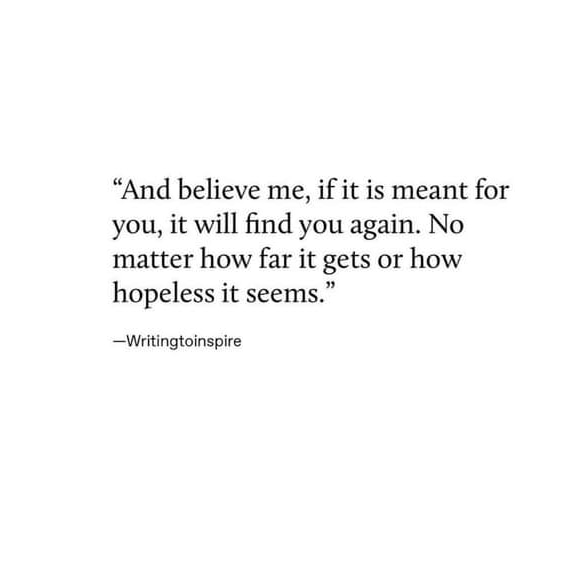 “And believe me, if it is meant for
you, it will find you again. No
matter how far it gets or how
hopeless it seems.”
—Writingtoinspire